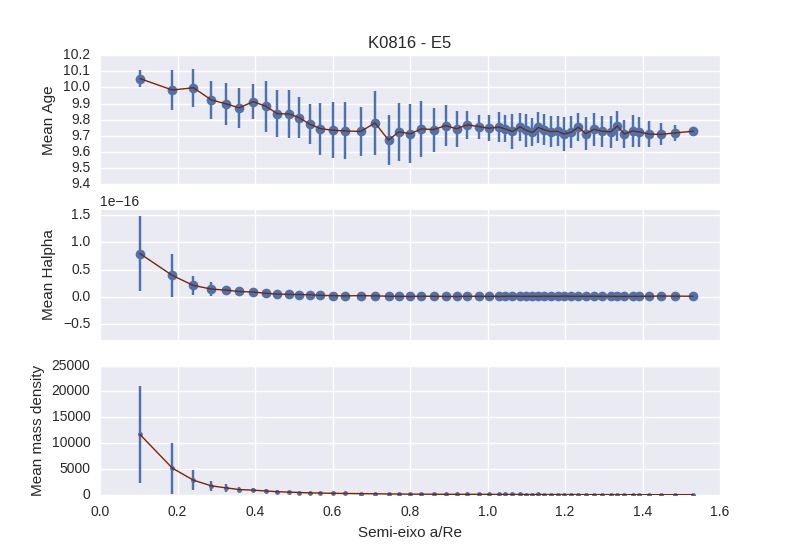 K0816 - E5
10.2
10.1
10.0
9.9
9.8
9.7
9.6
9.5
9.4
Mean Age
1e−16
1.5
1.0
0.5
0.0
−0.5
Mean Halpha
25000
20000
15000
10000
5000
0
Mean mass density
0.0 0.2 0.4 0.6 0.8 1.0 1.2 1.4 1.6
Semi-eixo a/Re